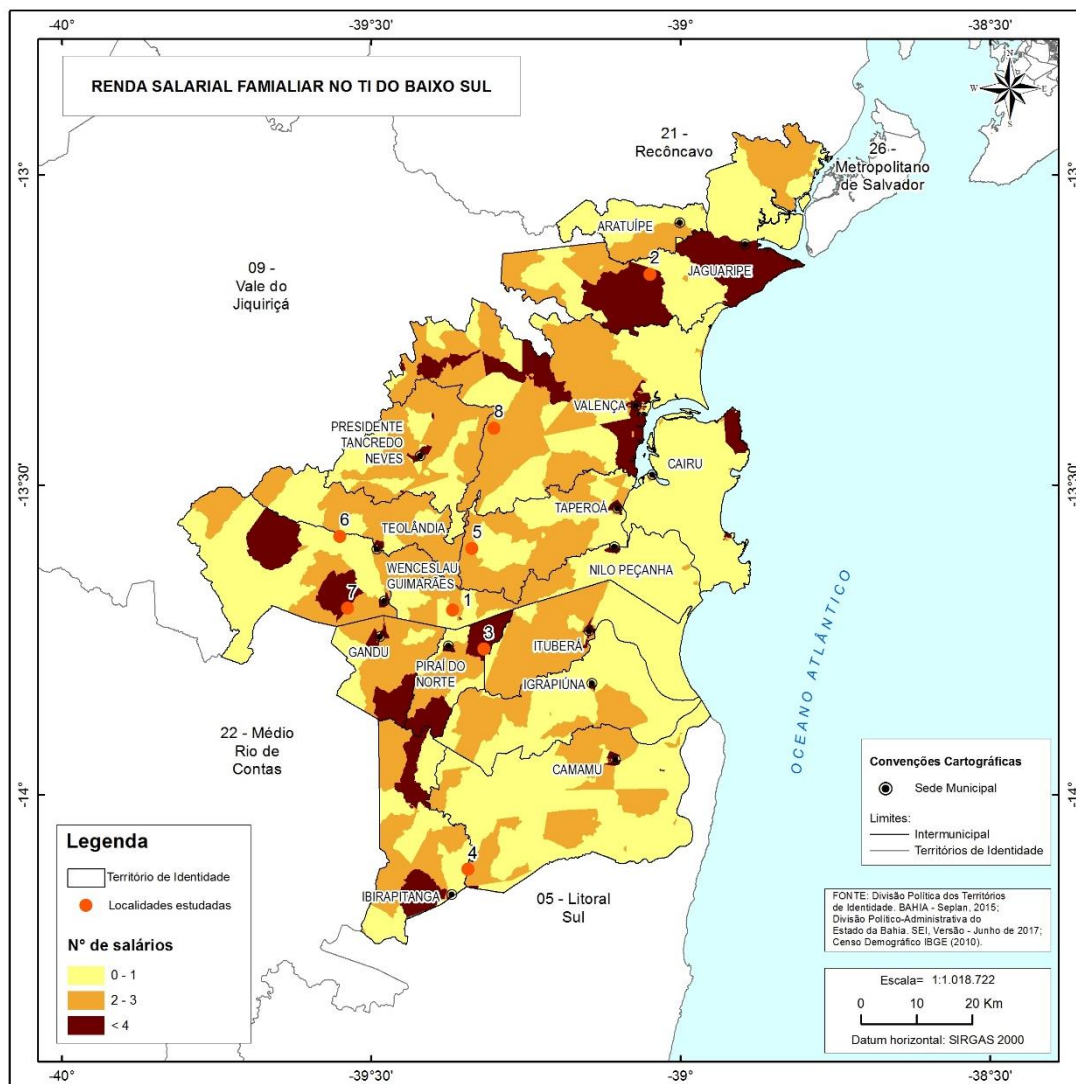 -40°
-39°30'
-39°
-38°30'
RENDA SALARIAL FAMIALIAR NO TI DO BAIXO SUL
N
W
E
S
21 -
Recôncavo
26 -
Metropolitano
de Salvador
-13°
-13°
ARATUÍPE
2
JAGUARIPE
09 -
Vale do
Jiquiriçá
VALENÇA
8
PRESIDENTE
TANCREDO
NEVES
CAIRU
-13°30'
-13°30'
TAPEROÁ
6
TEOLÂNDIA
5
WENCESLAU
GUIMARÃES
NILO PEÇANHA
7
1
3
ITUBERÁ
GANDU
PIRAÍ DO
NORTE
IGRAPIÚNA
OCEANO ATLÂNTICO
22 - Médio
Rio de
Contas
CAMAMU
-14°
-14°
4
IBIRAPITANGA
05 - Litoral
Sul
Convenções Cartográficas
Sede Municipal
Limites:
Intermunicipal
Territórios de Identidade
Legenda
Território de Identidade
Localidades estudadas
N° de salários
0 - 1
2 - 3
< 4
FONTE: Divisão Política dos Territórios
de Identidade. BAHIA - Seplan, 2015;
Divisão Político-Administrativa do
Estado da Bahia. SEI, Versão - Junho de 2017;
Censo Demográfico IBGE (2010).
Escala= 1:1.018.722
0 10 20 Km
Datum horizontal: SIRGAS 2000
-40°
-39°30'
-39°
-38°30'